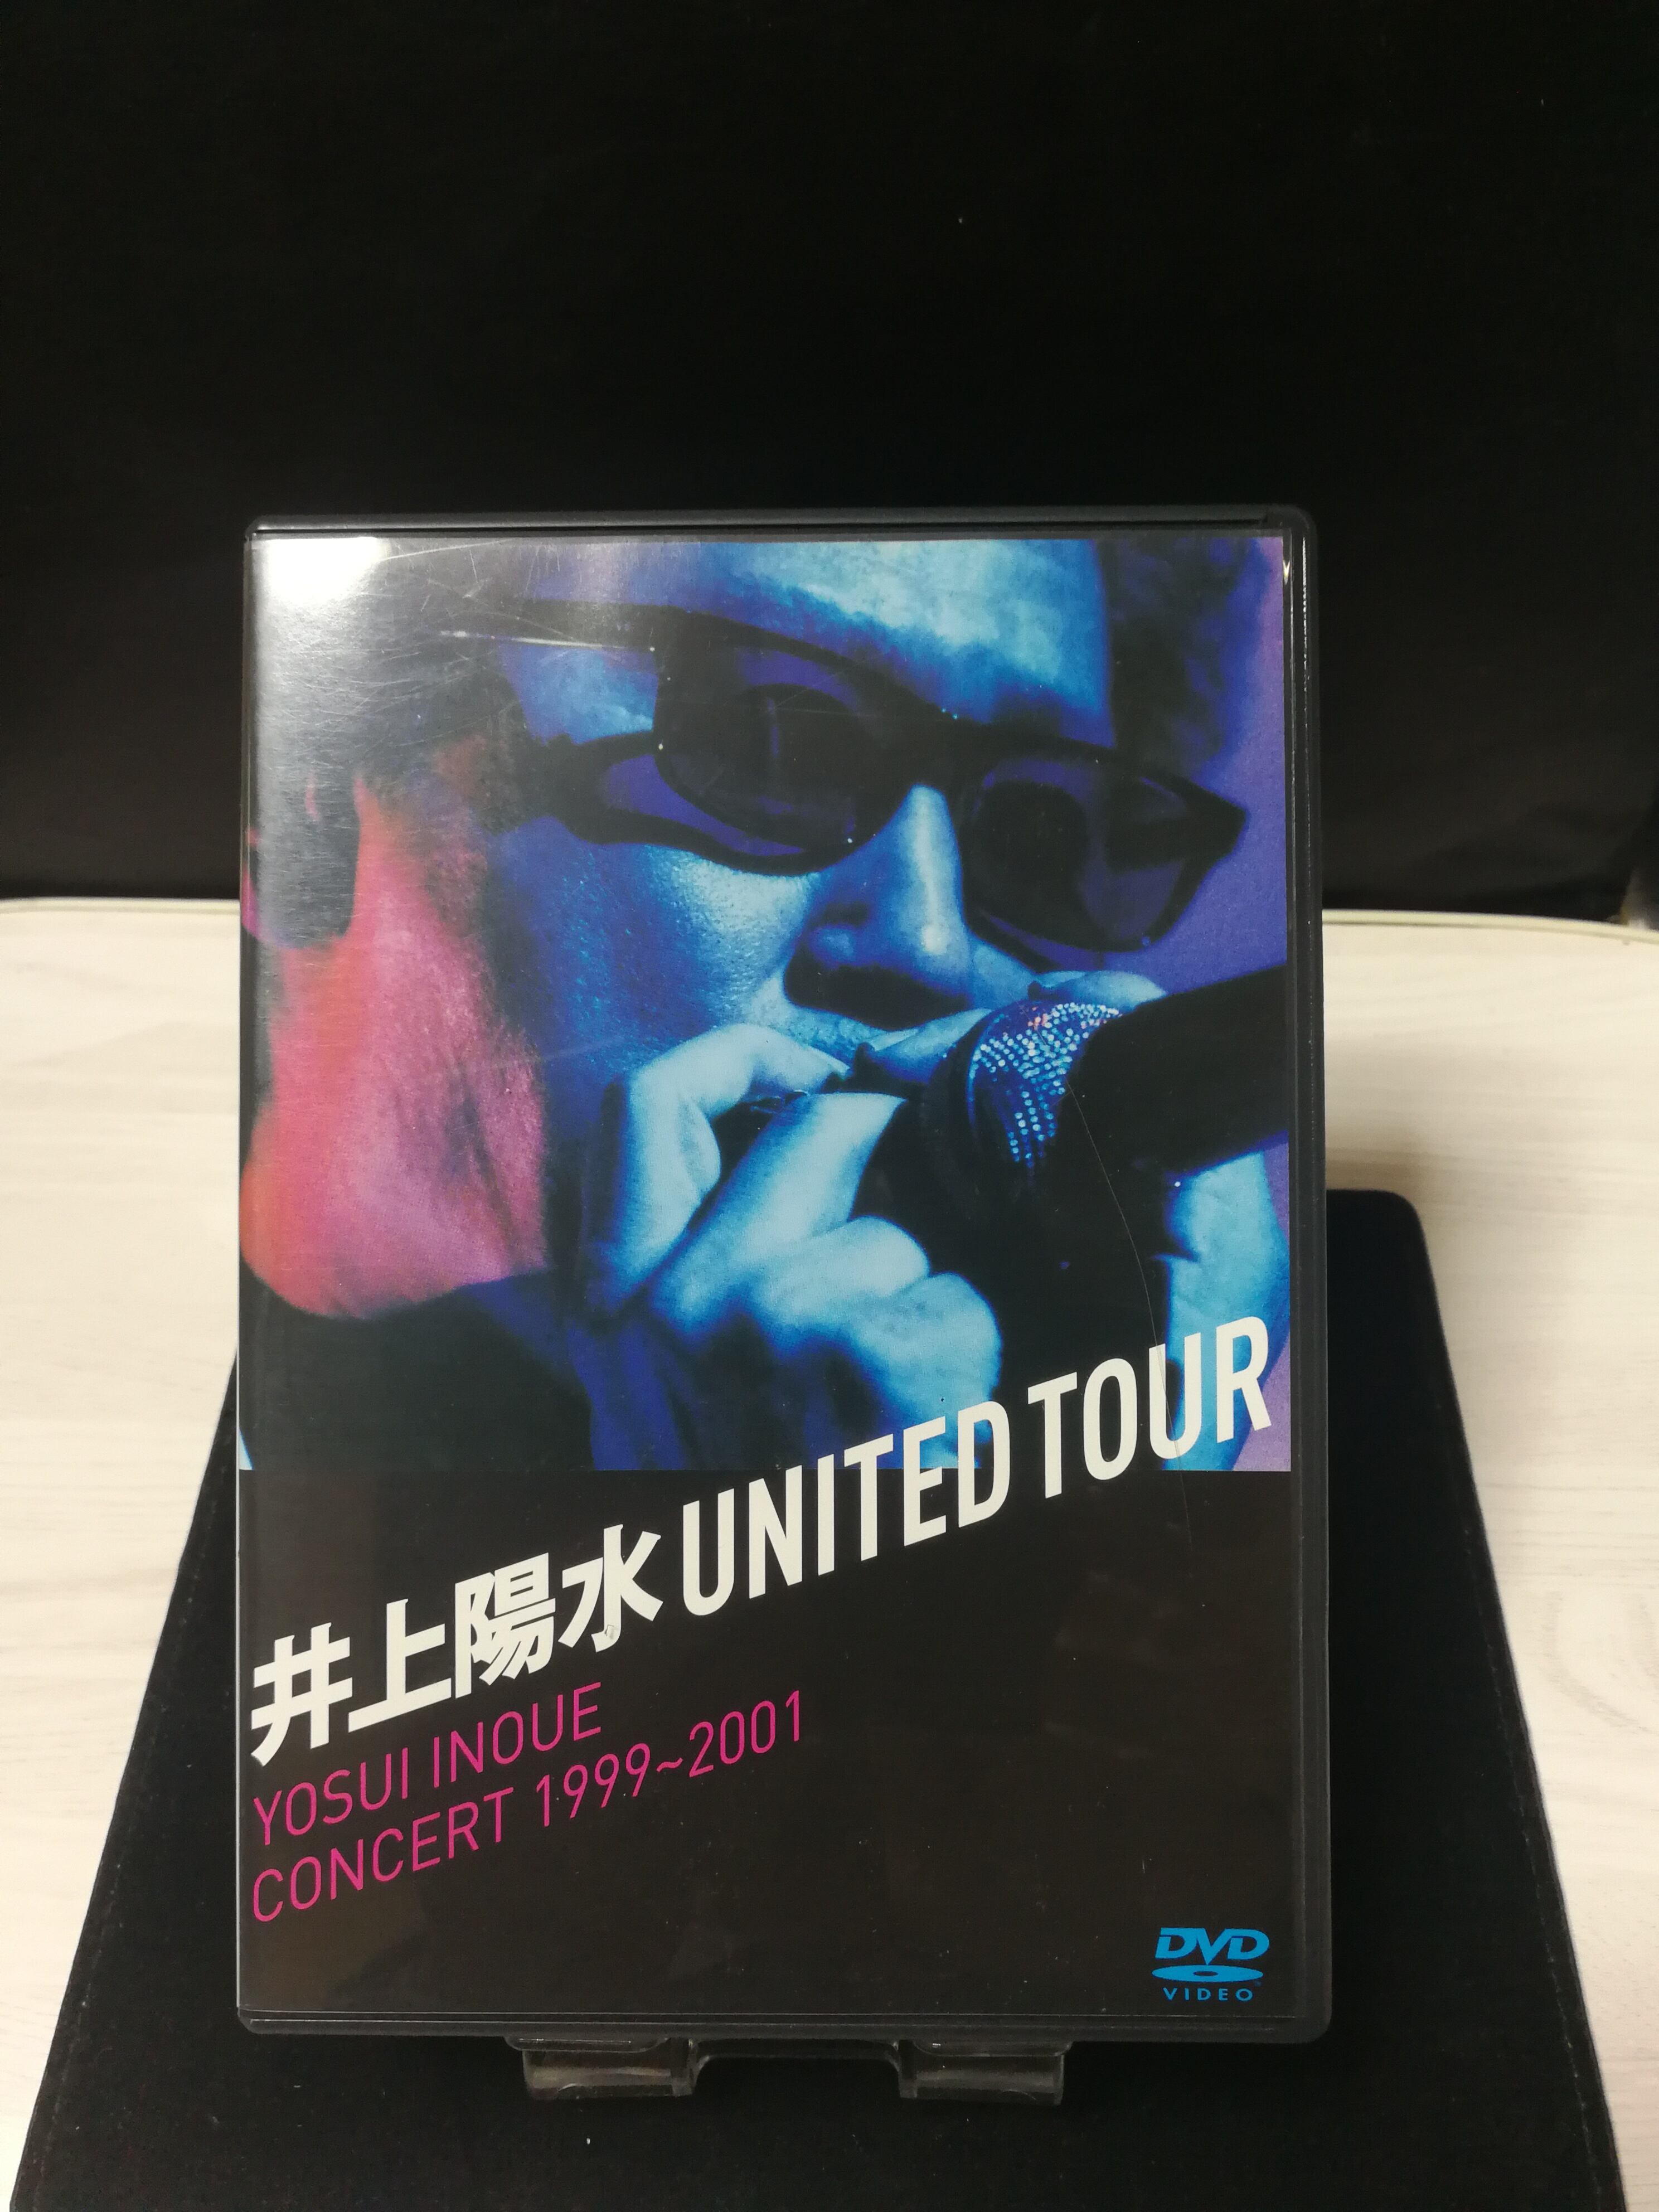 井上陽水 UNITED TOUR
YOSUI INOUE
CONCERT 1999~2001
DVD
VIDEO